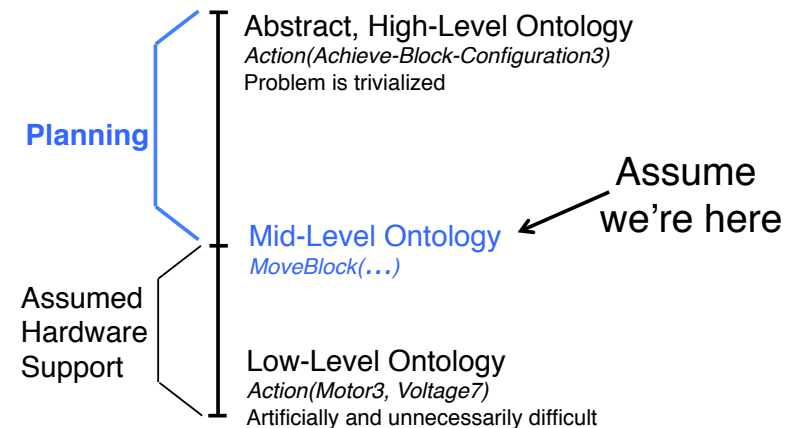 Abstract, High-Level Ontology
Action(Achieve-Block-Configuration3)
Problem is trivialized
Planning
Assume
we're here
Mid-Level Ontology
MoveBlock(...)
Assumed
Hardware
Support
Low-Level Ontology
Action(Motor3, Voltage7)
Artificially and unnecessarily difficult